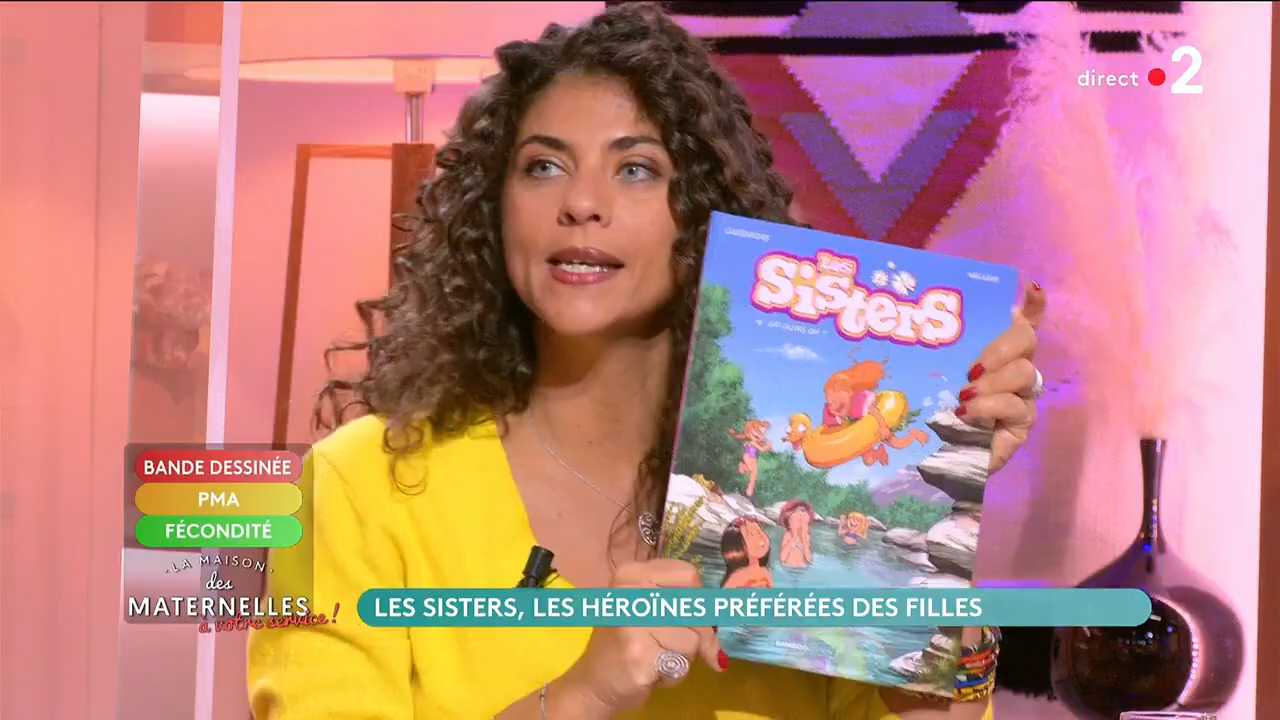 direct 2
Les
Sisters
BANDE DESSINÉE
PMA
FÉCONDITÉ
· LA MAISON ·
des
MATERNELLES
à votre service !
LES SISTERS, LES HÉROÏNES PRÉFÉRÉES DES FILLES
BAMBOO